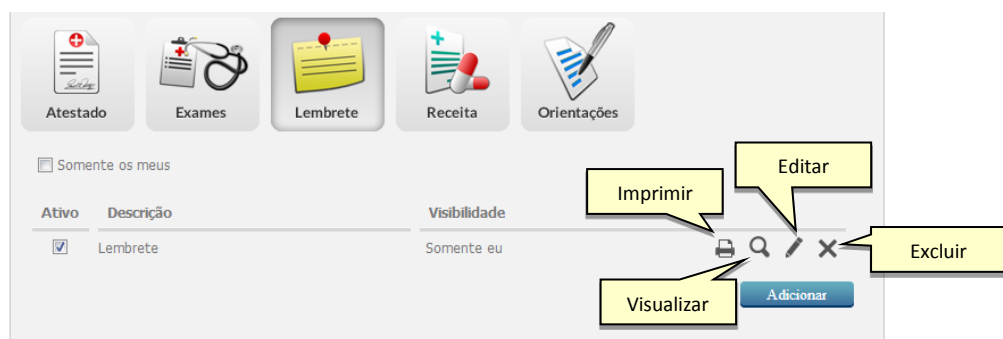 Atestado
Exames
Lembrete
Receita
Orientações
Somente os meus
Editar
Imprimir
Ativo Descrição Visibilidade
Lembrete Somente eu
Excluir
Visualizar
Adicionar